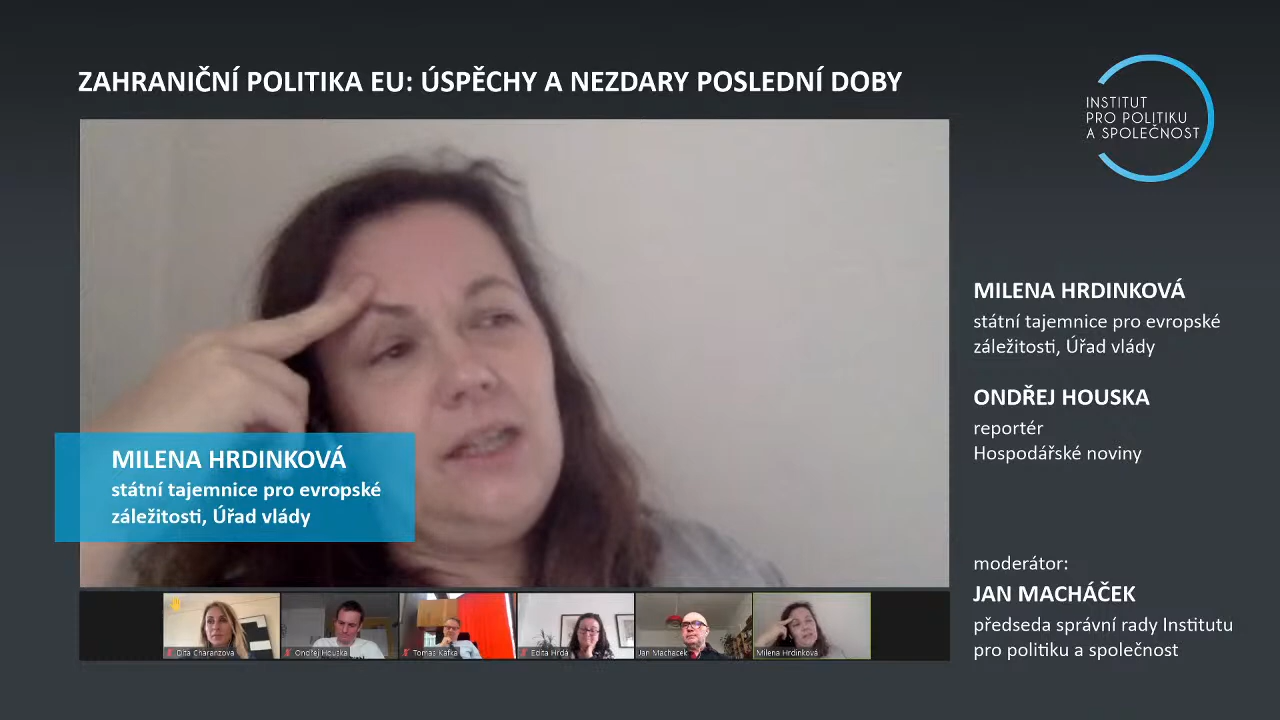 ZAHRANIČNÍ POLITIKA EU: ÚSPĚCHY A NEZDARY POSLEDNÍ DOBY
INSTITUT
PRO POLITIKU
A SPOLEČNOST
MILENA HRDINKOVÁ
státní tajemnice pro evropské
záležitosti, Úřad vlády
ONDŘEJ HOUSKA
reportér
Hospodářské noviny
moderátor:
JAN MACHÁČEK
předseda správní rady Institutu
pro politiku a společnost
MILENA HRDINKOVÁ
státní tajemnice pro evropské
záležitosti, Úřad vlády
Dita Charanzova
Ondřej Houska
Tomas Kafka
Edita Hrdá
Jan Machacek
Milena Hrdinková